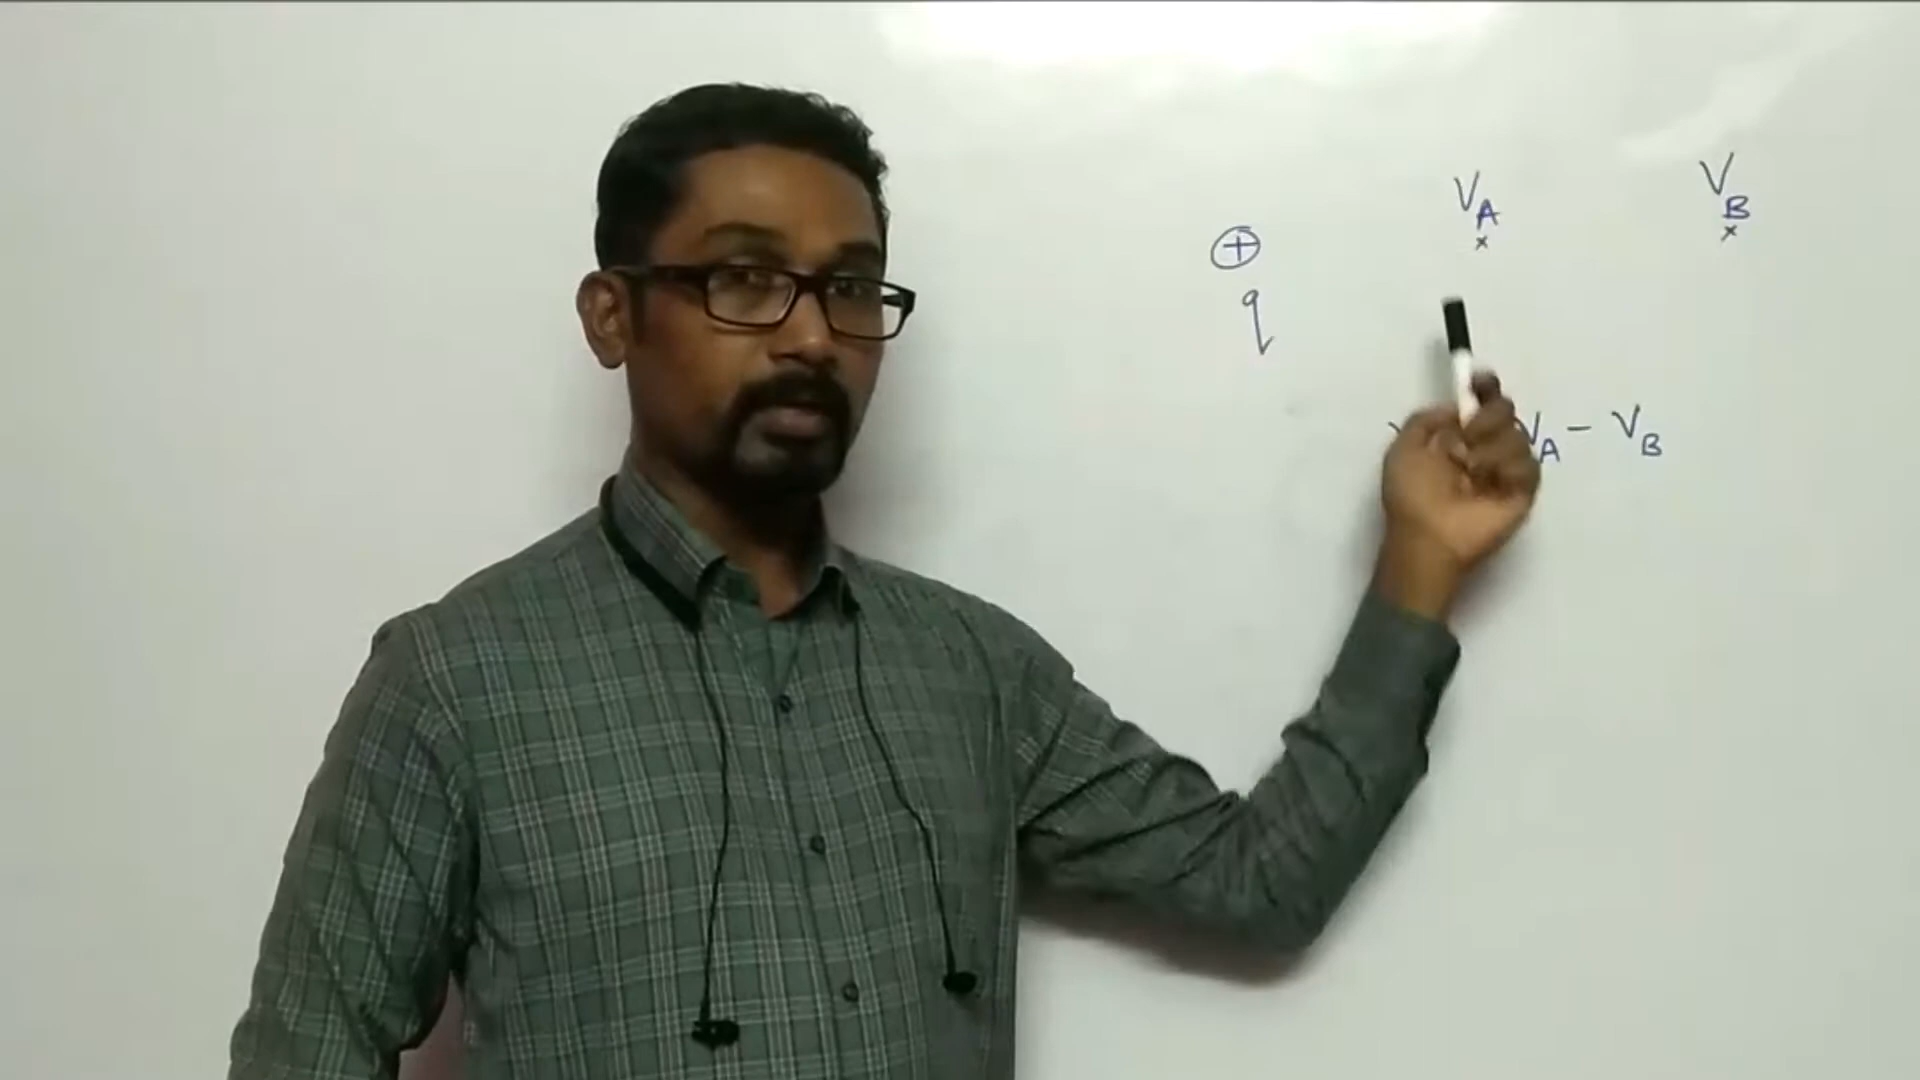 V_A V_B
× ×
⊕
q
V_A - V_B